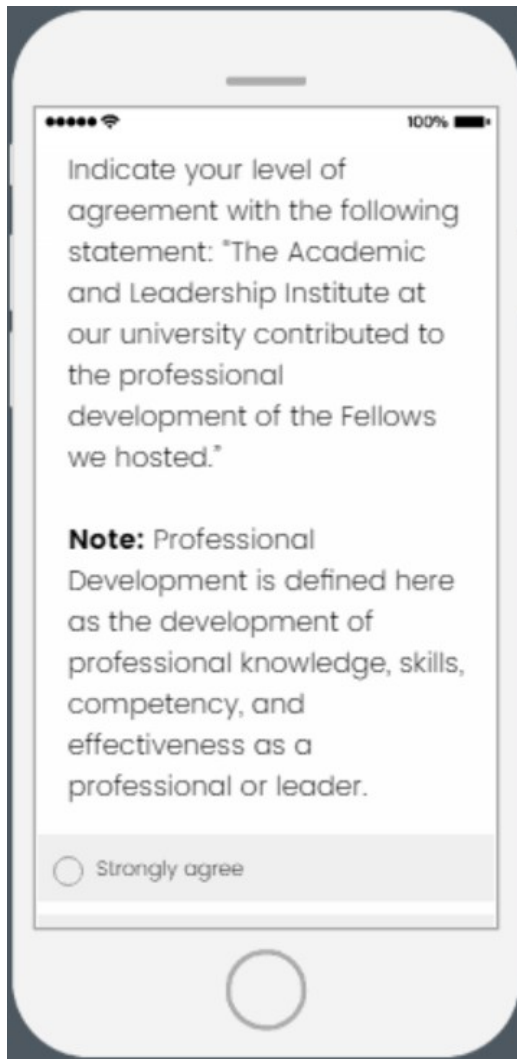 100%
Indicate your level of
agreement with the following
statement: "The Academic
and Leadership Institute at
our university contributed to
the professional
development of the Fellows
we hosted."
Note: Professional
Development is defined here
as the development of
professional knowledge, skills,
competency, and
effectiveness as a
professional or leader.
Strongly agree